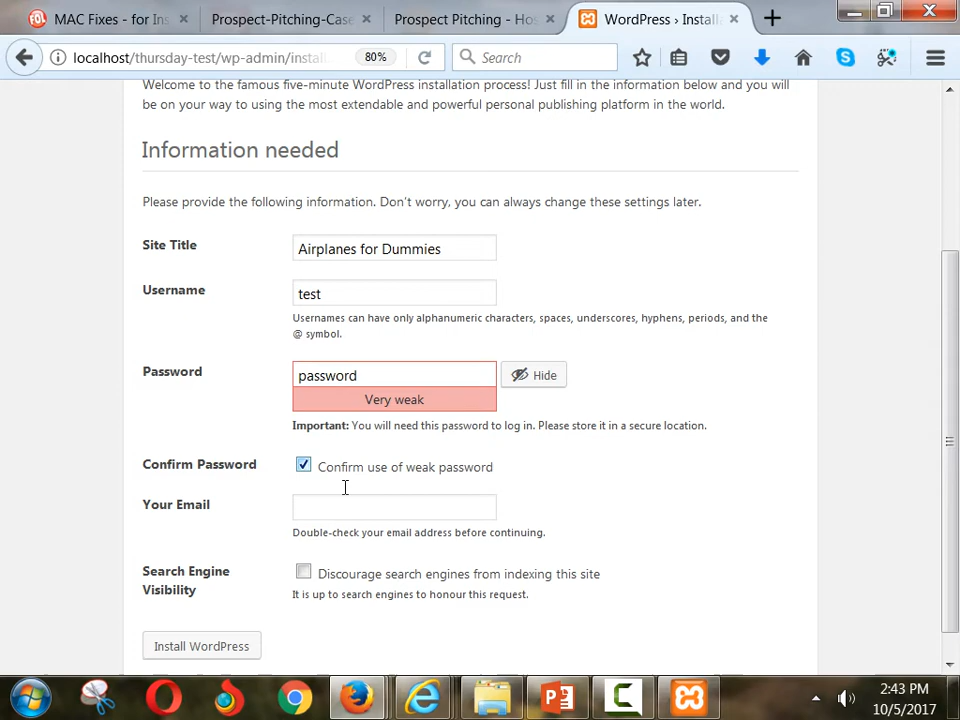 MAC Fixes - for Ins
Prospect-Pitching-Case
Prospect Pitching - Hos
WordPress › Install
localhost/thursday-test/wp-admin/instal
80%
Search
Welcome to the famous five-minute WordPress installation process! Just fill in the information below and you will
be on your way to using the most extendable and powerful personal publishing platform in the world.
Information needed
Please provide the following information. Don't worry, you can always change these settings later.
Site Title
Airplanes for Dummies
Username
test
Usernames can have only alphanumeric characters, spaces, underscores, hyphens, periods, and the
@ symbol.
Password
password
Hide
Very weak
Important: You will need this password to log in. Please store it in a secure location.
Confirm Password
Confirm use of weak password
Your Email
Double-check your email address before continuing.
Search Engine
Visibility
Discourage search engines from indexing this site
It is up to search engines to honour this request.
Install WordPress
2:43 PM
10/5/2017